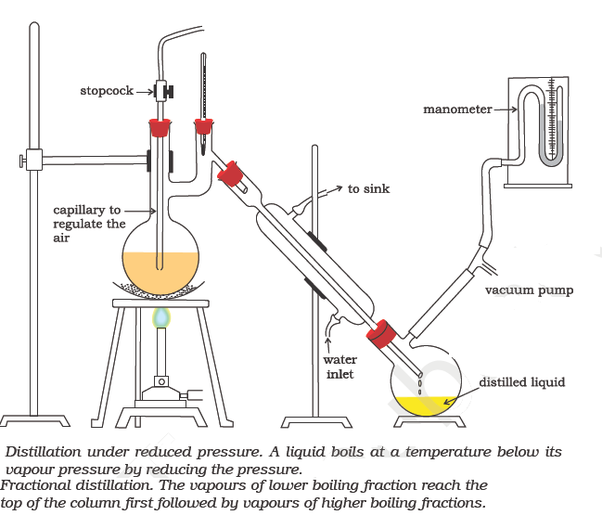 stopcock
manometer
to sink
capillary to
regulate the
air
vacuum pump
water
inlet
distilled liquid
Distillation under reduced pressure. A liquid boils at a temperature below its
vapour pressure by reducing the pressure.
Fractional distillation. The vapours of lower boiling fraction reach the
top of the column first followed by vapours of higher boiling fractions.